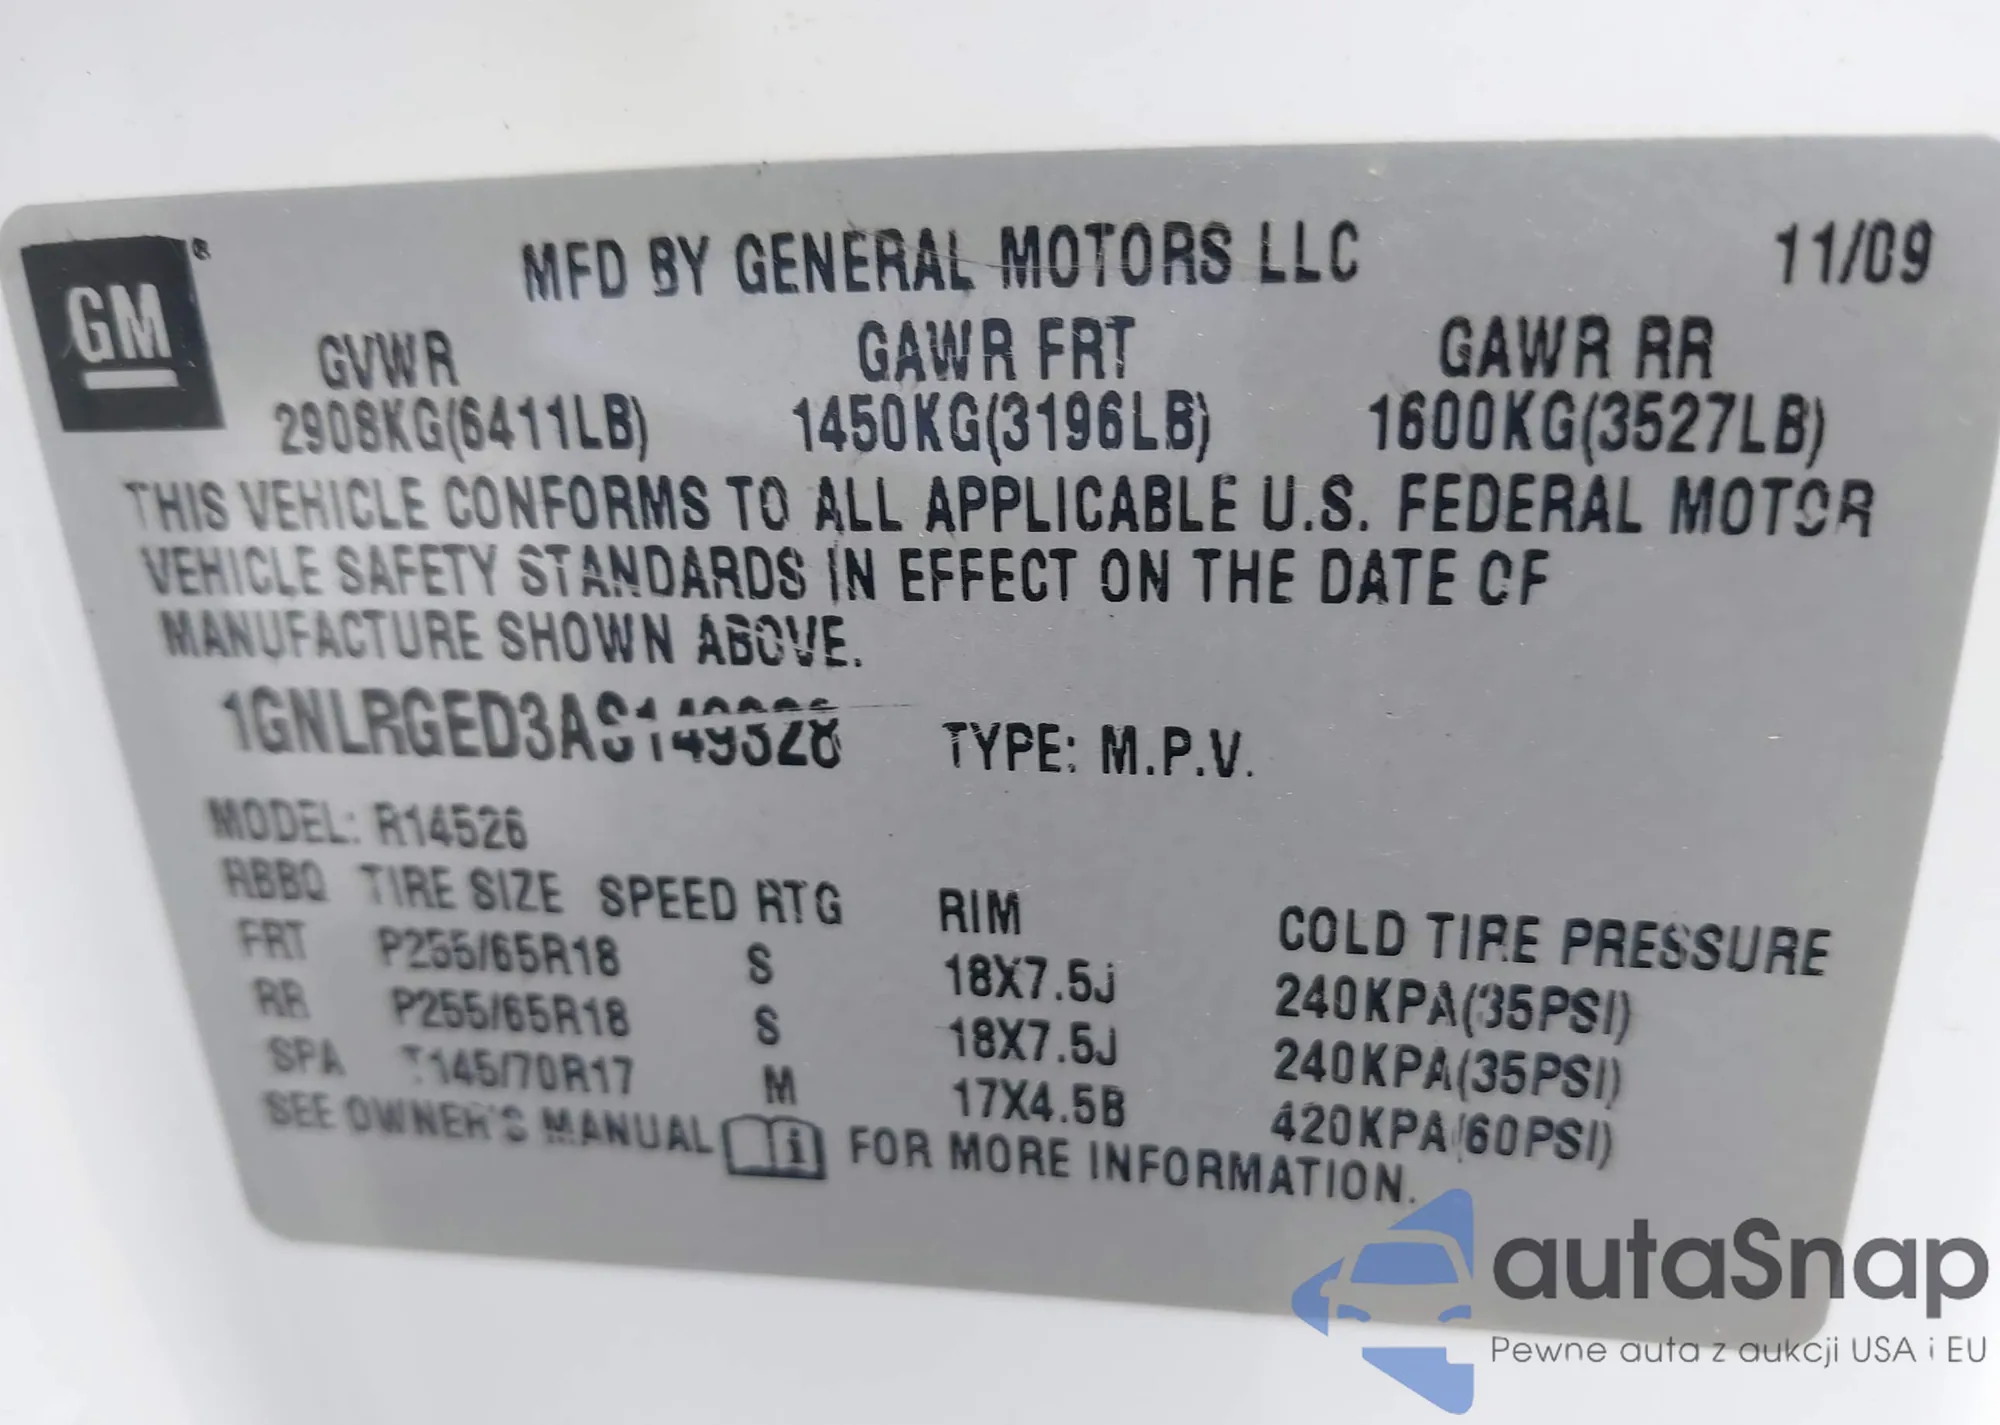 GM ®
MFD BY GENERAL MOTORS LLC 11/09
GVWR GAWR FRT GAWR RR
2908KG(6411LB) 1450KG(3196LB) 1600KG(3527LB)
THIS VEHICLE CONFORMS TO ALL APPLICABLE U.S. FEDERAL MOTOR
VEHICLE SAFETY STANDARDS IN EFFECT ON THE DATE OF
MANUFACTURE SHOWN ABOVE.
1GNLRGED3AS149328 TYPE: M.P.V.
MODEL: R14526
RBBQ TIRE SIZE SPEED RTG RIM COLD TIRE PRESSURE
FRT P255/65R18 S 18X7.5J 240KPA(35PSI)
RR P255/65R18 S 18X7.5J 240KPA(35PSI)
SPA T145/70R17 M 17X4.5B 420KPA(60PSI)
SEE OWNER'S MANUAL i FOR MORE INFORMATION.
autaSnap
Pewne auta z aukcji USA i EU